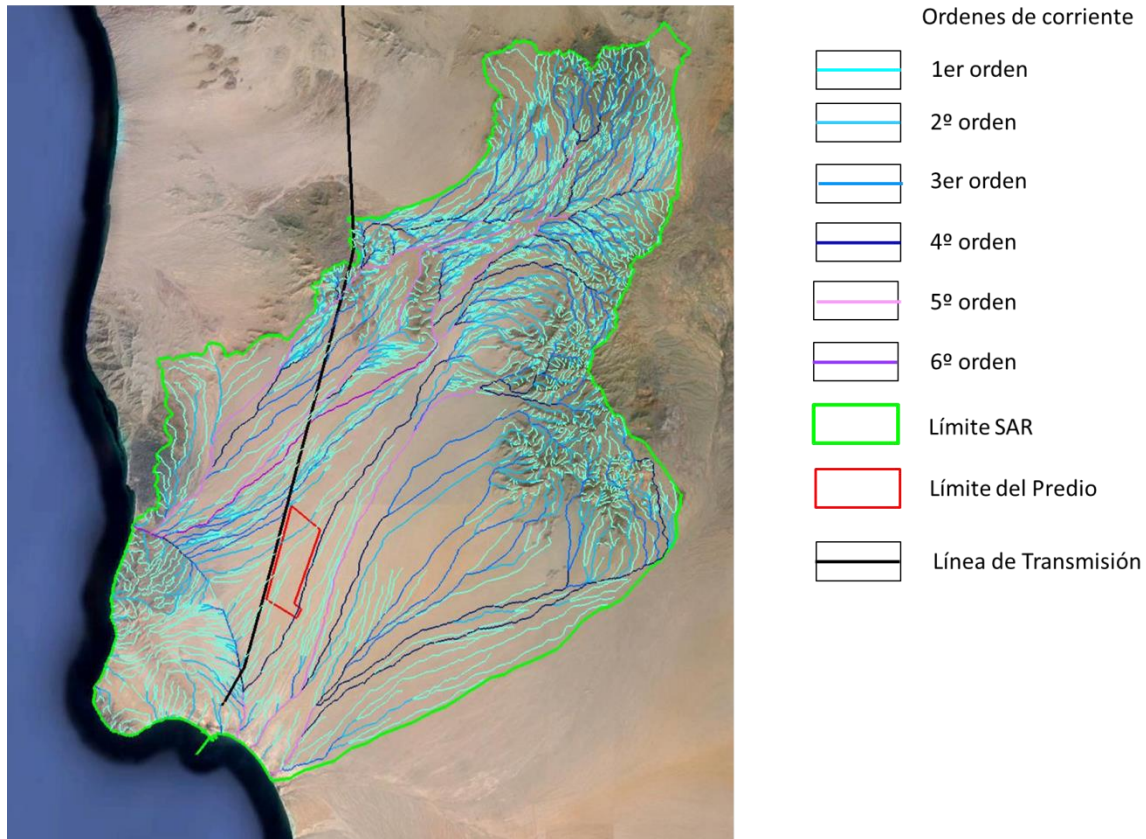 Ordenes de corriente
1er orden
2º orden
3er orden
4º orden
5º orden
6º orden
Límite SAR
Límite del Predio
Línea de Transmisión